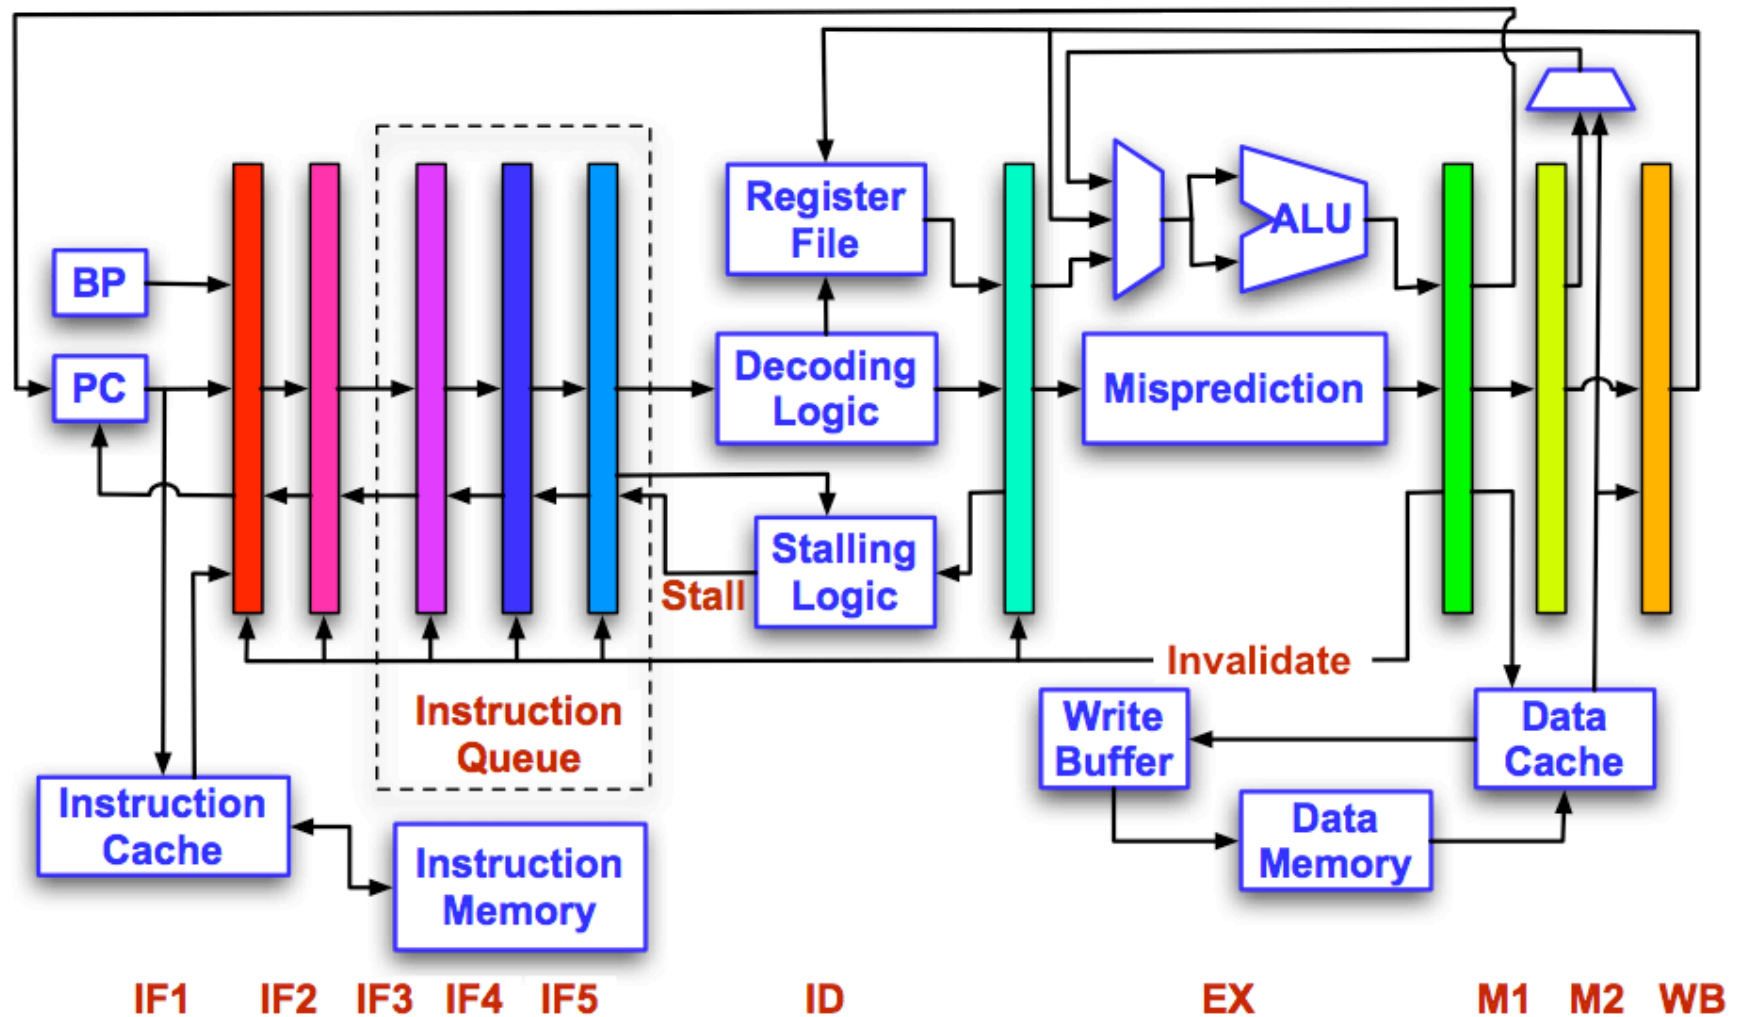 Register
File
ALU
BP
PC
Decoding
Logic
Misprediction
Stalling
Logic
Stall
Invalidate
Instruction
Queue
Write
Buffer
Data
Cache
Instruction
Cache
Data
Memory
Instruction
Memory
IF1 IF2 IF3 IF4 IF5 ID EX M1 M2 WB